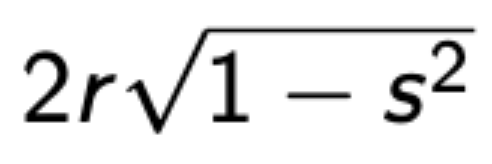 2r√(1 − s²)